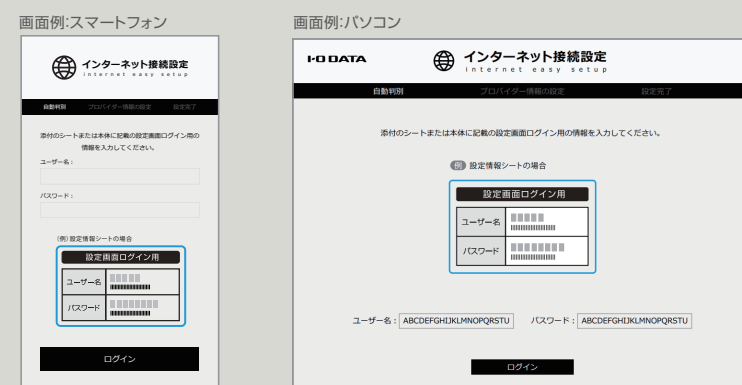 画面例:スマートフォン
インターネット接続設定
internet easy setup
自動判別 プロバイダー情報の設定 設定完了
添付のシートまたは本体に記載の設定画面ログイン用の
情報を入力してください。
ユーザー名：
パスワード：
(例) 設定情報シートの場合
設定画面ログイン用
ユーザー名
パスワード
ログイン
画面例:パソコン
I-O DATA
インターネット接続設定
internet easy setup
自動判別 プロバイダー情報の設定 設定完了
添付のシートまたは本体に記載の設定画面ログイン用の情報を入力してください。
例 設定情報シートの場合
設定画面ログイン用
ユーザー名
パスワード
ユーザー名： ABCDEFGHIJKLMNOPQRSTU パスワード： ABCDEFGHIJKLMNOPQRSTU
ログイン